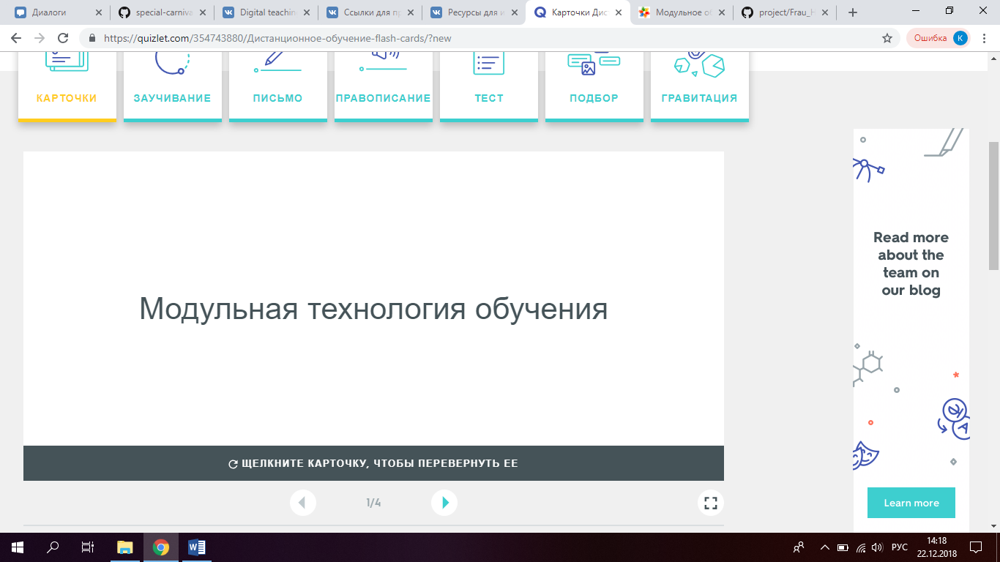 Диалоги
special-carniva
Digital teachin
Ссылки для пр
Ресурсы для и
Карточки Дис
Модульное об
project/Frau_H
https://quizlet.com/354743880/Дистанционное-обучение-flash-cards/?new
Ошибка
К
КАРТОЧКИ
ЗАУЧИВАНИЕ
ПИСЬМО
ПРАВОПИСАНИЕ
ТЕСТ
ПОДБОР
ГРАВИТАЦИЯ
Модульная технология обучения
ЩЕЛКНИТЕ КАРТОЧКУ, ЧТОБЫ ПЕРЕВЕРНУТЬ ЕЕ
1/4
Read more
about the
team on
our blog
Learn more
РУС
14:18
22.12.2018